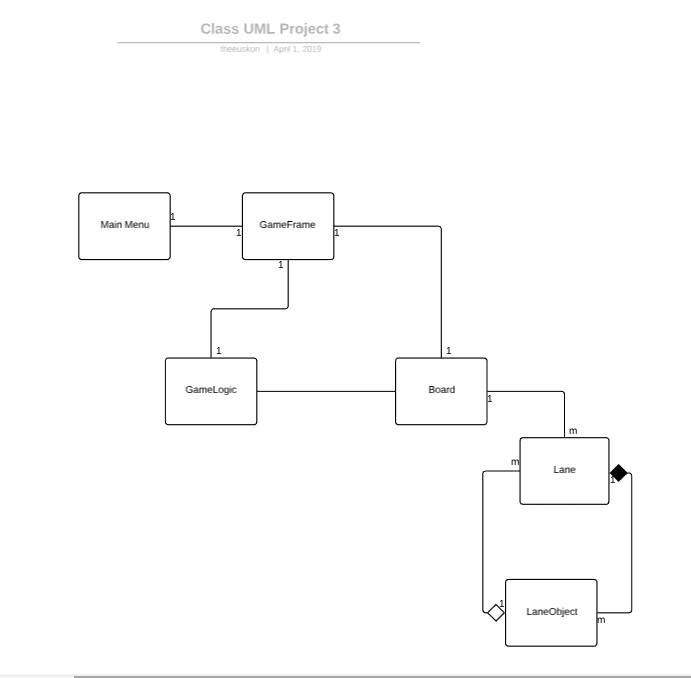 Class UML Project 3
theeuskon | April 1, 2019
Main Menu
1
1
GameFrame
1
1
1
1
GameLogic
Board
1
m
m
Lane
1
1
LaneObject
m